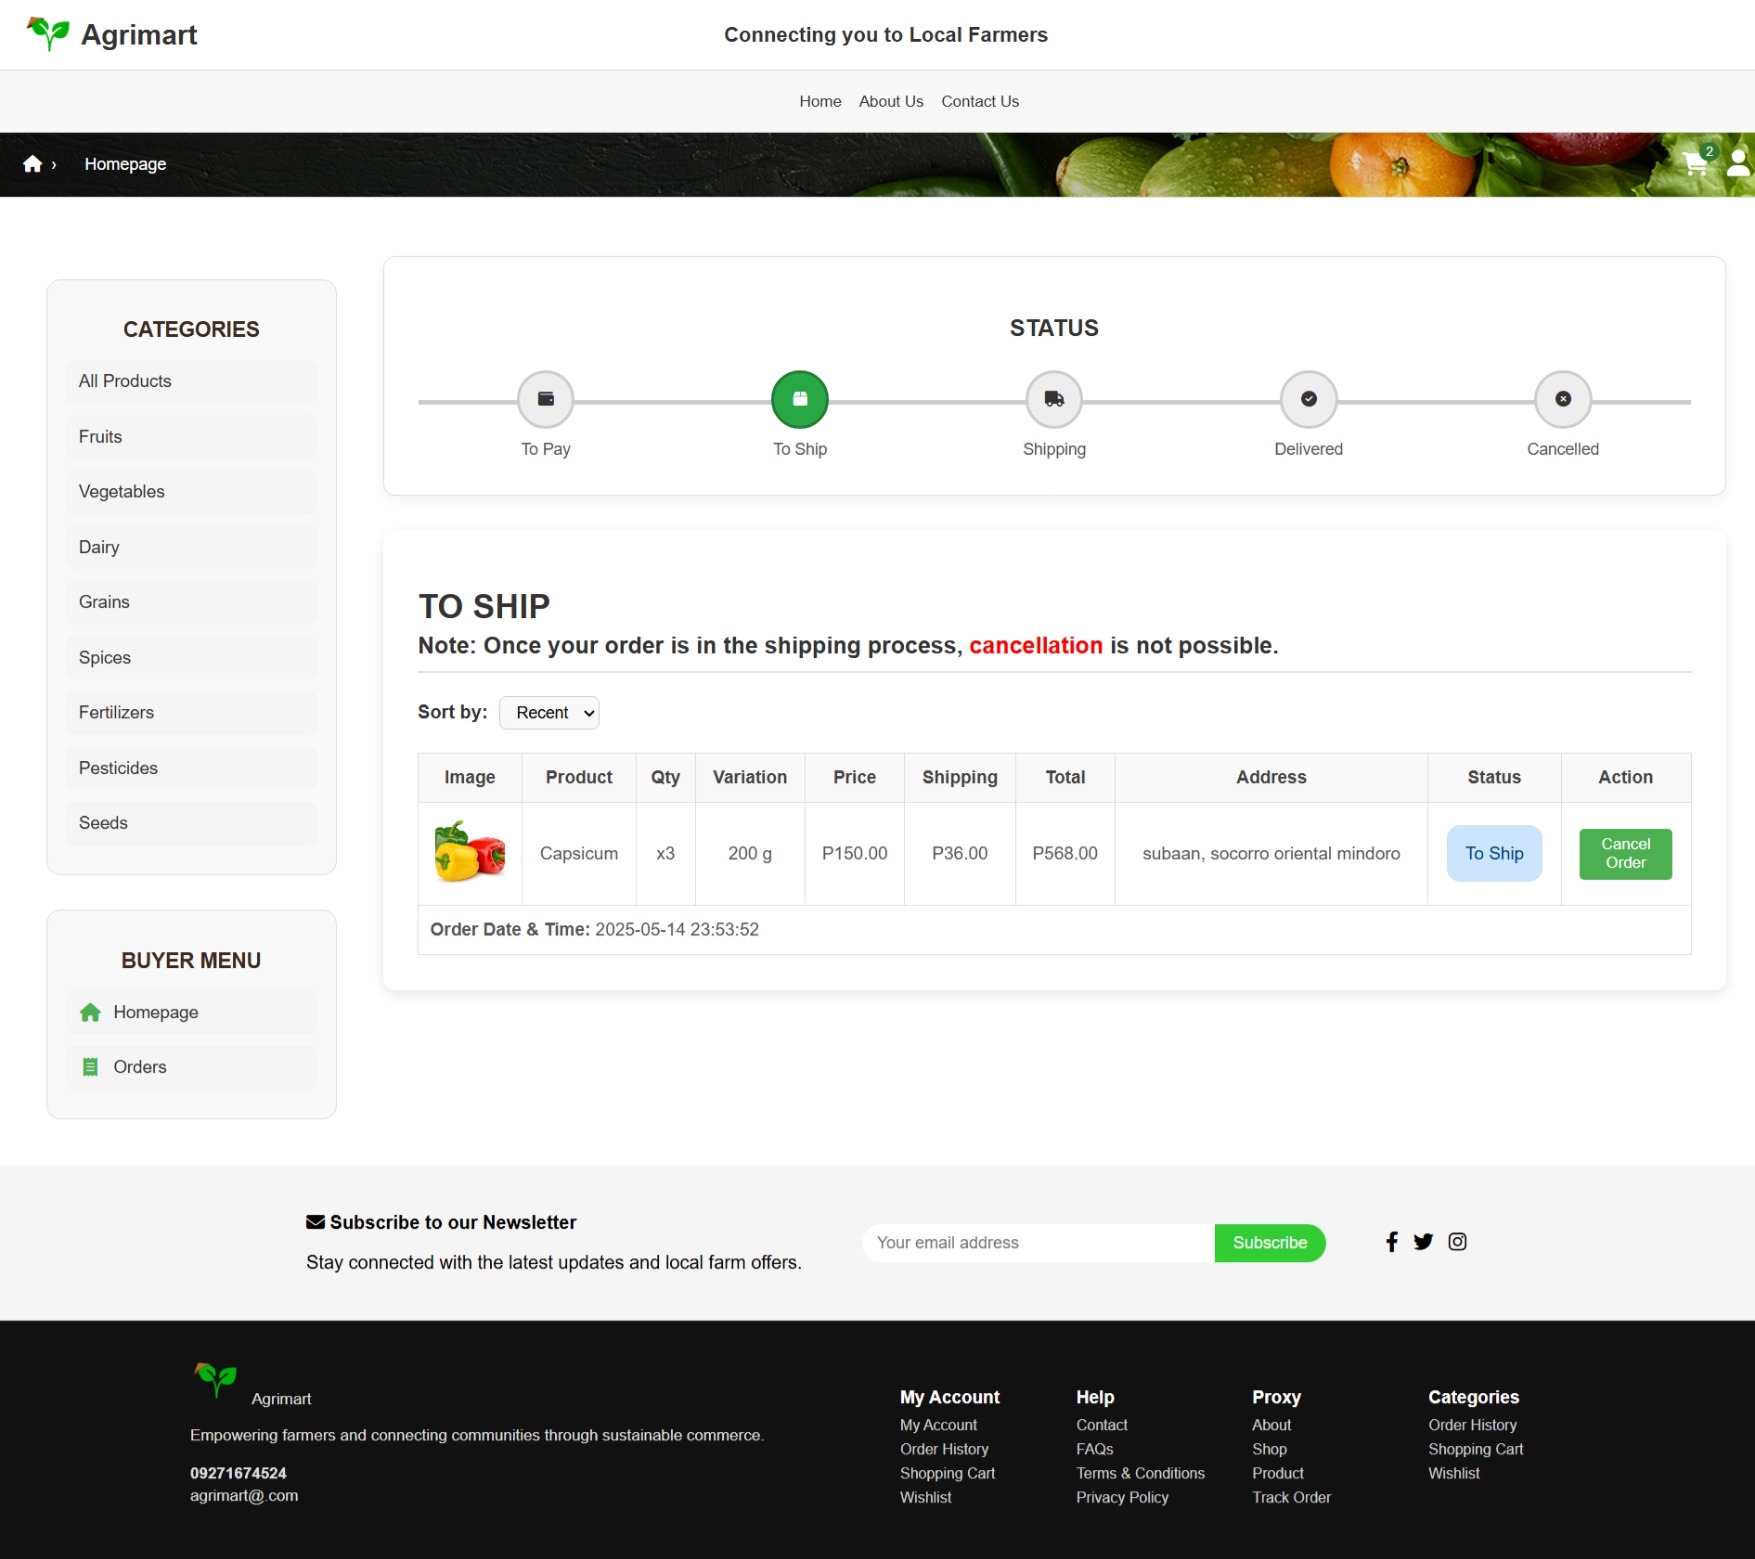 Agrimart
Connecting you to Local Farmers
Home About Us Contact Us
› Homepage
2
CATEGORIES
All Products
Fruits
Vegetables
Dairy
Grains
Spices
Fertilizers
Pesticides
Seeds
BUYER MENU
Homepage
Orders
STATUS
To Pay To Ship Shipping Delivered Cancelled
TO SHIP
Note: Once your order is in the shipping process, cancellation is not possible.
Sort by: Recent
Image Product Qty Variation Price Shipping Total Address Status Action
Capsicum x3 200 g P150.00 P36.00 P568.00 subaan, socorro oriental mindoro To Ship Cancel Order
Order Date & Time: 2025-05-14 23:53:52
Subscribe to our Newsletter
Stay connected with the latest updates and local farm offers.
Your email address Subscribe
Agrimart
Empowering farmers and connecting communities through sustainable commerce.
09271674524
agrimart@.com
My Account
My Account
Order History
Shopping Cart
Wishlist
Help
Contact
FAQs
Terms & Conditions
Privacy Policy
Proxy
About
Shop
Product
Track Order
Categories
Order History
Shopping Cart
Wishlist